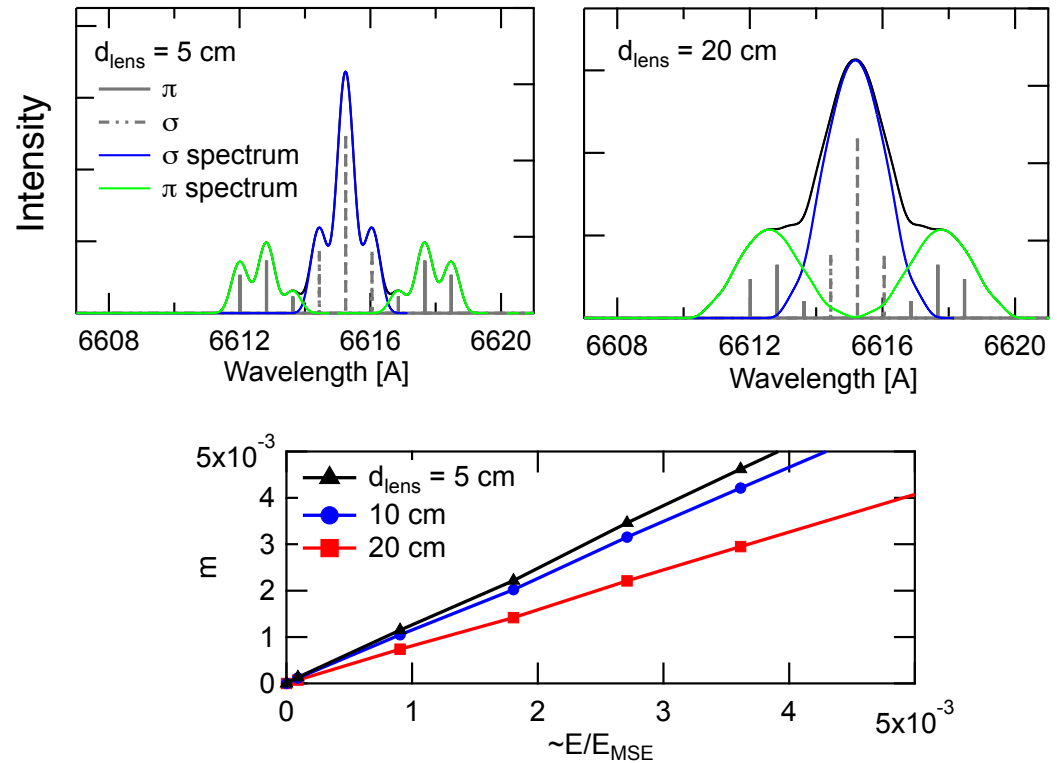 d_lens = 5 cm
π
σ
σ spectrum
π spectrum
Intensity
6608 6612 6616 6620
Wavelength [A]
d_lens = 20 cm
6608 6612 6616 6620
Wavelength [A]
5x10^-3
4
3
2
1
0
m
d_lens = 5 cm
10 cm
20 cm
0 1 2 3 4 5x10^-3
~E/E_MSE